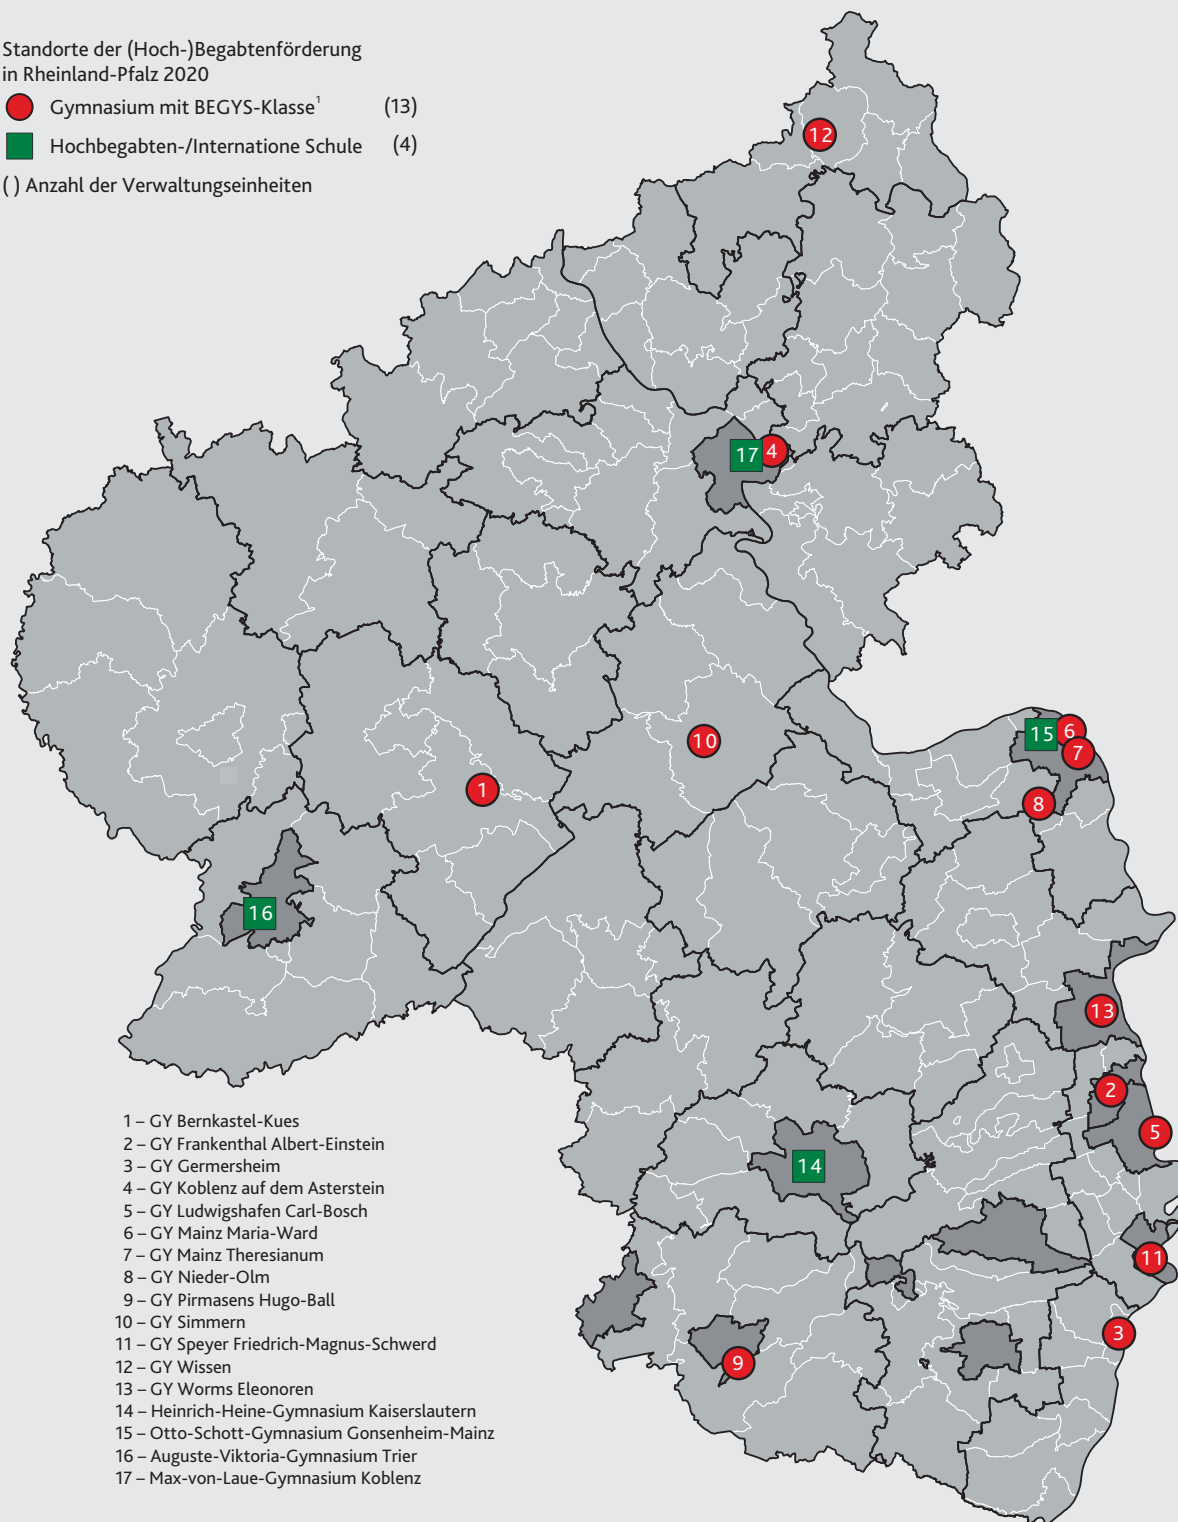 Standorte der (Hoch-)Begabtenförderung
in Rheinland-Pfalz 2020
Gymnasium mit BEGYS-Klasse¹ (13)
Hochbegabten-/Internatione Schule (4)
( ) Anzahl der Verwaltungseinheiten
12
17 4
10
15 6
7
1
8
16
13
2
5
14
11
3
9
1 – GY Bernkastel-Kues
2 – GY Frankenthal Albert-Einstein
3 – GY Germersheim
4 – GY Koblenz auf dem Asterstein
5 – GY Ludwigshafen Carl-Bosch
6 – GY Mainz Maria-Ward
7 – GY Mainz Theresianum
8 – GY Nieder-Olm
9 – GY Pirmasens Hugo-Ball
10 – GY Simmern
11 – GY Speyer Friedrich-Magnus-Schwerd
12 – GY Wissen
13 – GY Worms Eleonoren
14 – Heinrich-Heine-Gymnasium Kaiserslautern
15 – Otto-Schott-Gymnasium Gonsenheim-Mainz
16 – Auguste-Viktoria-Gymnasium Trier
17 – Max-von-Laue-Gymnasium Koblenz